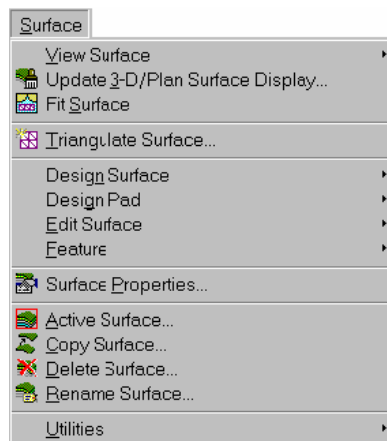 Surface
View Surface
Update 3-D/Plan Surface Display...
Fit Surface
Triangulate Surface...
Design Surface
Design Pad
Edit Surface
Feature
Surface Properties...
Active Surface...
Copy Surface...
Delete Surface...
Rename Surface...
Utilities